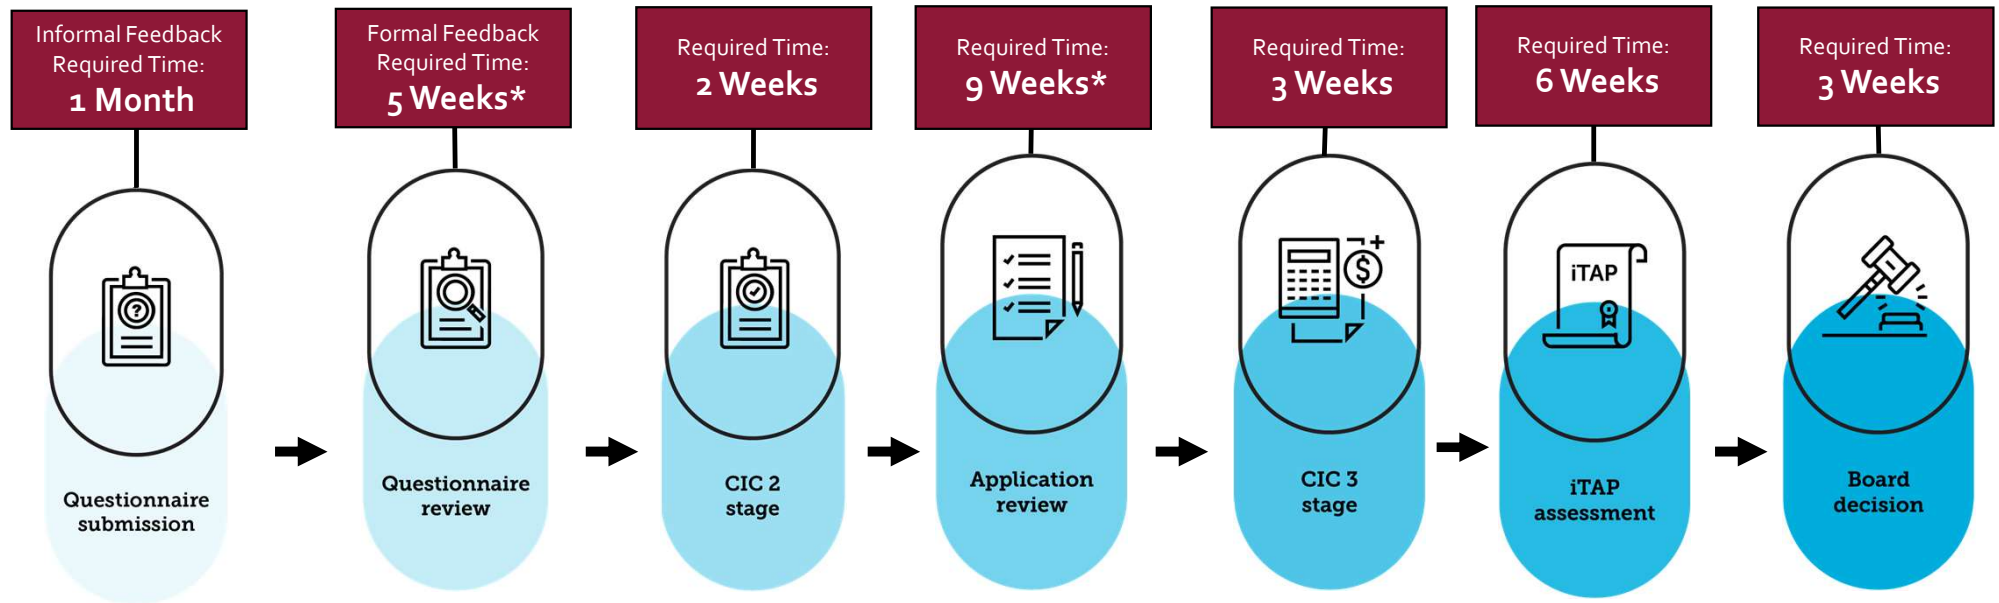 Informal Feedback
Required Time:
1 Month
Formal Feedback
Required Time:
5 Weeks*
Required Time:
2 Weeks
Required Time:
9 Weeks*
Required Time:
3 Weeks
Required Time:
6 Weeks
Required Time:
3 Weeks
?
$
iTAP
Questionnaire
submission
Questionnaire
review
CIC 2
stage
Application
review
CIC 3
stage
iTAP
assessment
Board
decision